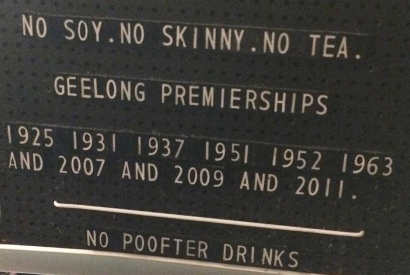 NO SOY.NO SKINNY.NO TEA.
GEELONG PREMIERSHIPS
1925 1931 1937 1951 1952 1963
AND 2007 AND 2009 AND 2011.
NO POOFTER DRINKS